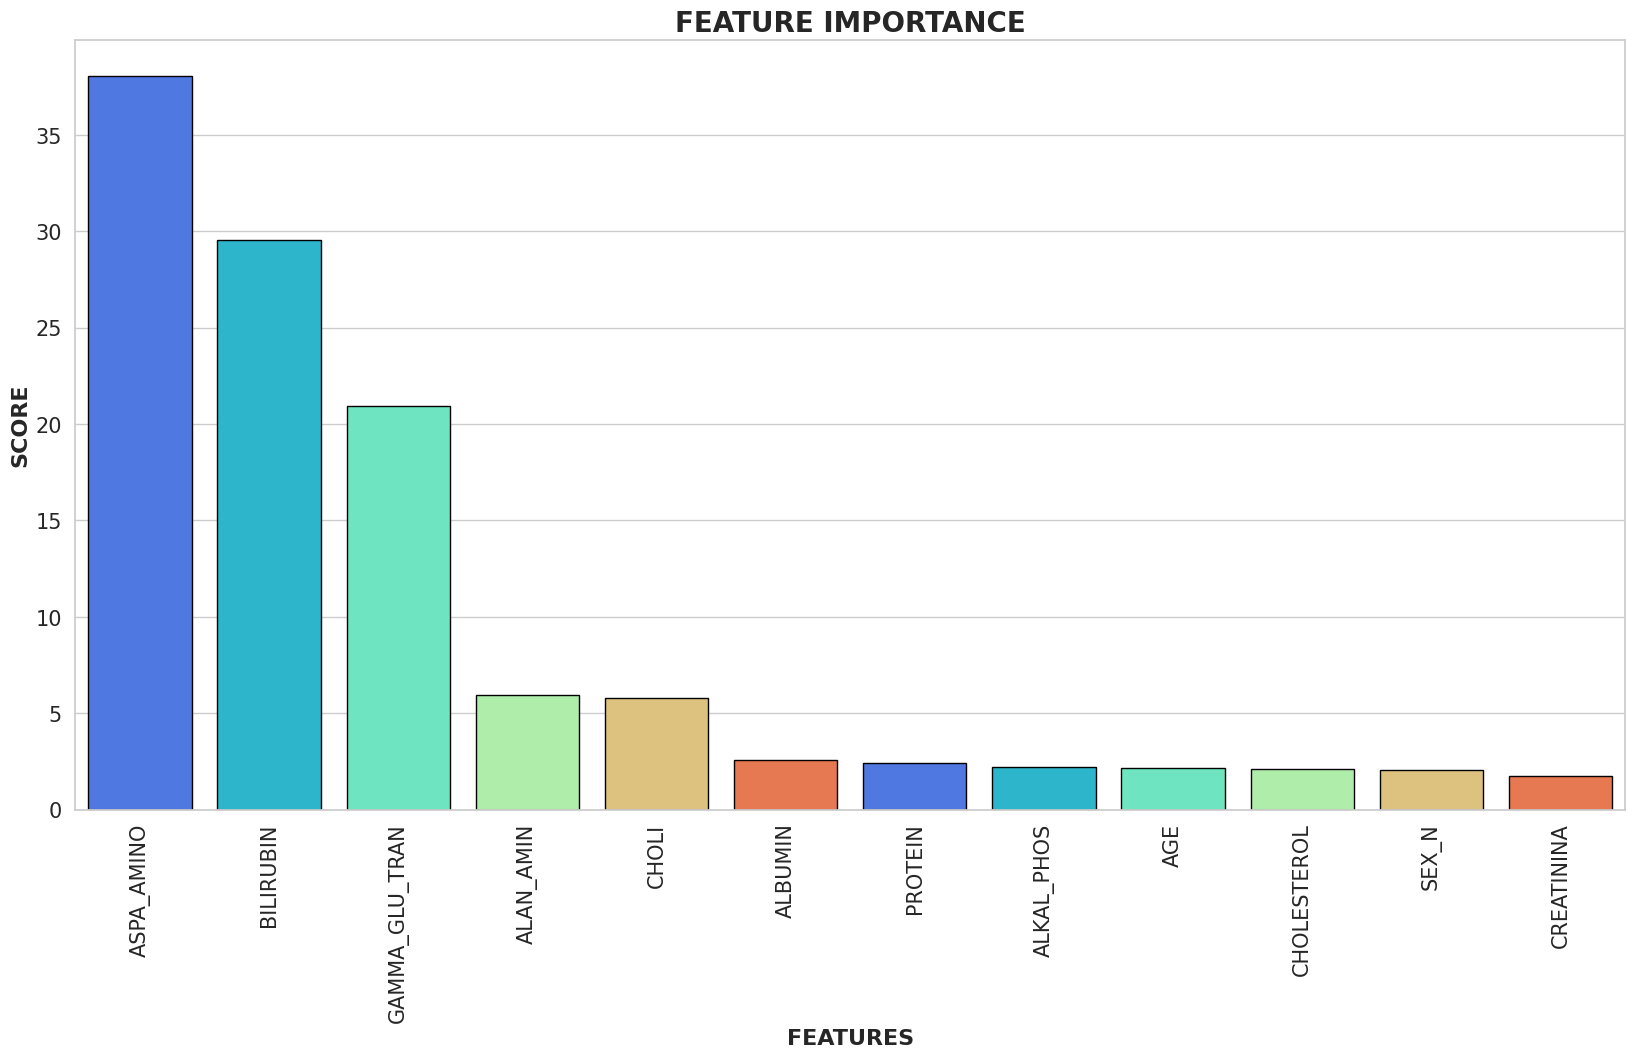 FEATURE IMPORTANCE
SCORE
35
30
25
20
15
10
5
0
ASPA_AMINO
BILIRUBIN
GAMMA_GLU_TRAN
ALAN_AMIN
CHOLI
ALBUMIN
PROTEIN
ALKAL_PHOS
AGE
CHOLESTEROL
SEX_N
CREATININA
FEATURES